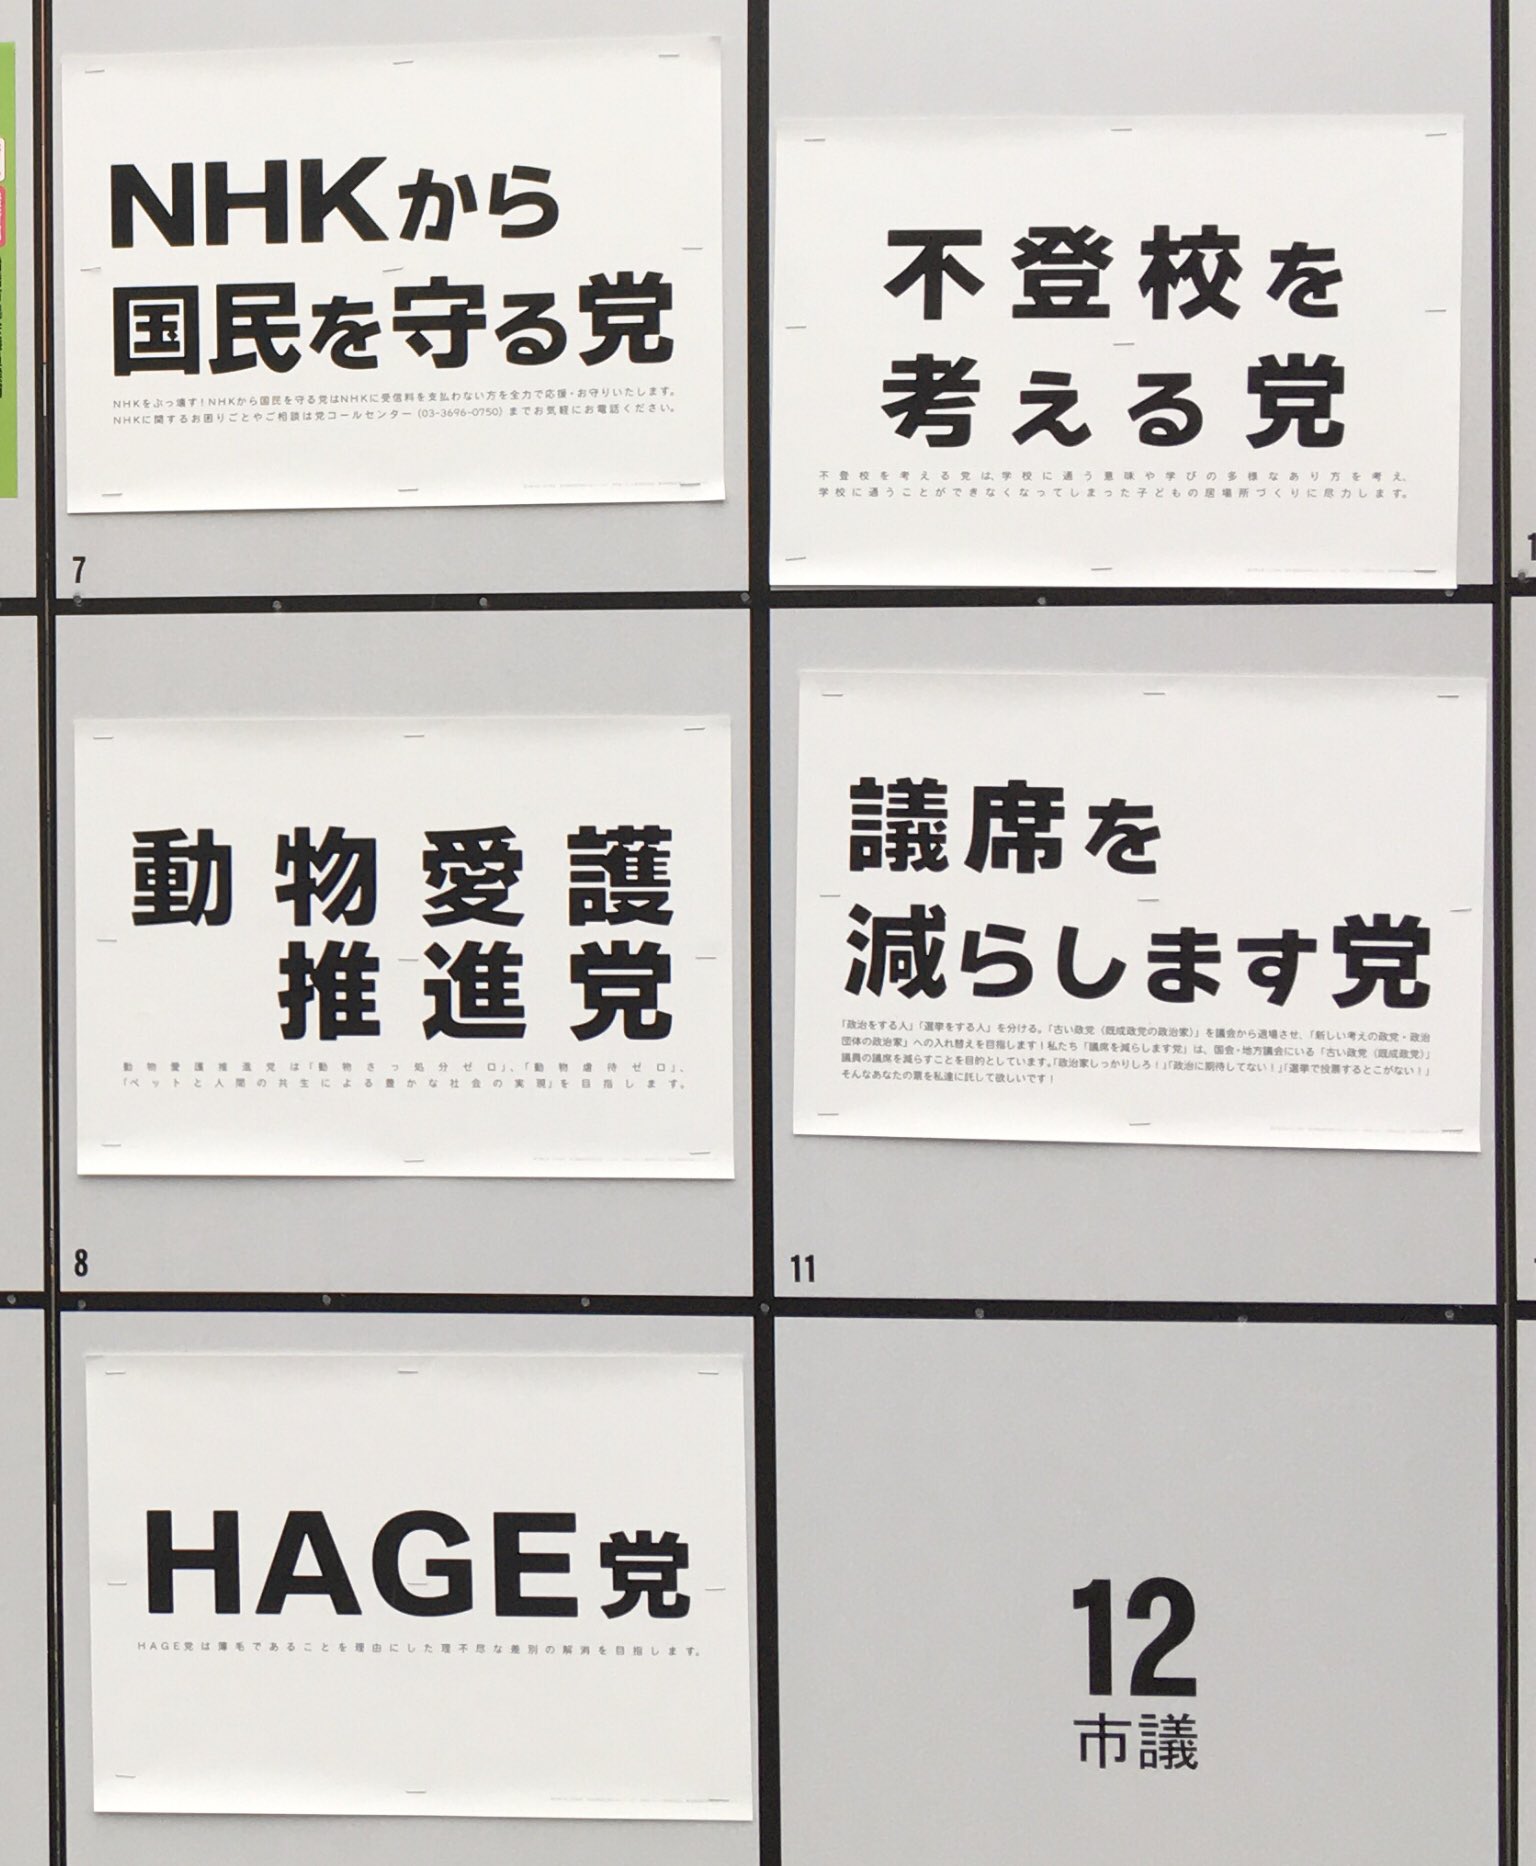 NHKから
国民を守る党
NHKをぶっ壊す！NHKから国民を守る党はNHKに受信料を支払わない方を全力で応援・お守りいたします。
NHKに関するお困りごとやご相談は党コールセンター（03-3696-0750）までお気軽にお電話ください。
7
不登校を
考える党
不登校を考える党は、学校に通う意味や学びの多様なあり方を考え、
学校に通うことができなくなってしまった子どもの居場所づくりに尽力します。
動物愛護
推進党
動物愛護推進党は「動物さっ処分ゼロ」、「動物虐待ゼロ」、
「ペットと人間の共生による豊かな社会の実現」を目指します。
8
議席を
減らします党
「政治をする人」「選挙をする人」を分ける。「古い政党（既成政党の政治家）」を議会から退場させ、「新しい考えの政党・政治
団体の政治家」への入れ替えを目指します！私たち「議席を減らします党」は、国会・地方議会にいる「古い政党（既成政党）」
議員の議席を減らすことを目的としています。「政治家しっかりしろ！」「政治に期待してない！」「選挙で投票するとこがない！」
そんなあなたの票を私達に託して欲しいです！
11
HAGE党
HAGE党は薄毛であることを理由にした理不尽な差別の解消を目指します。
12
市議